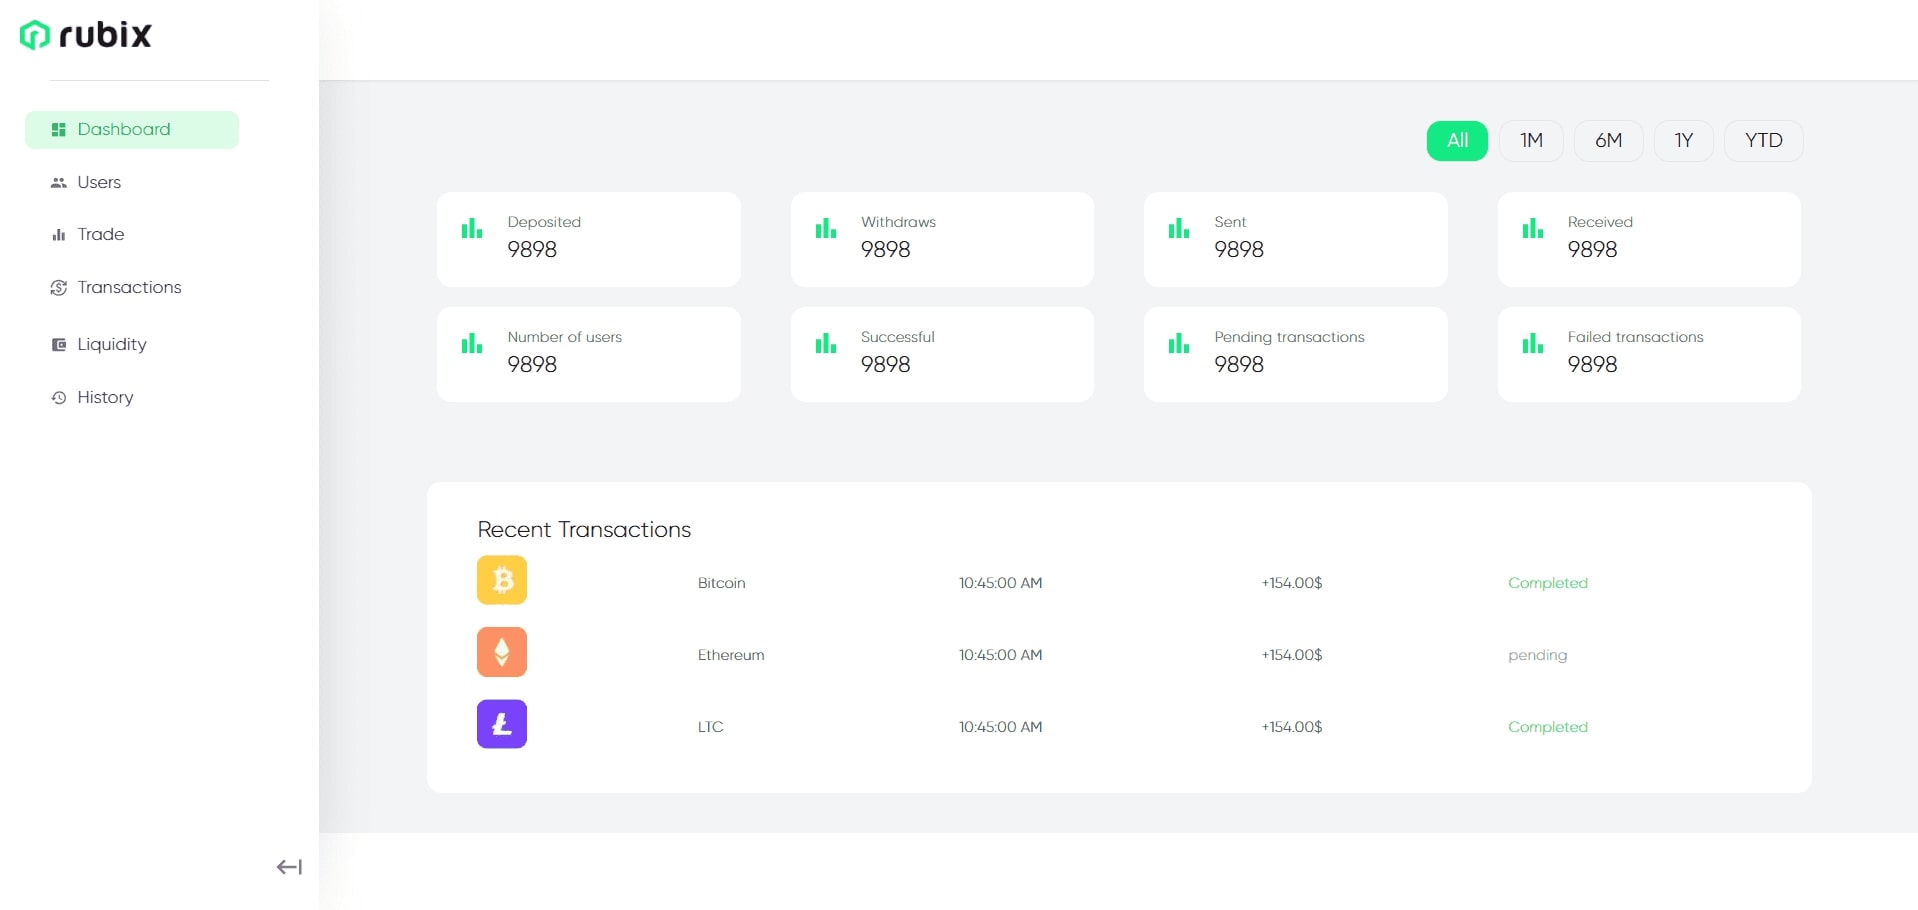 rubix
Dashboard
Users
Trade
Transactions
Liquidity
History
All 1M 6M 1Y YTD
Deposited
9898
Withdraws
9898
Sent
9898
Received
9898
Number of users
9898
Successful
9898
Pending transactions
9898
Failed transactions
9898
Recent Transactions
Bitcoin 10:45:00 AM +154.00$ Completed
Ethereum 10:45:00 AM +154.00$ pending
LTC 10:45:00 AM +154.00$ Completed